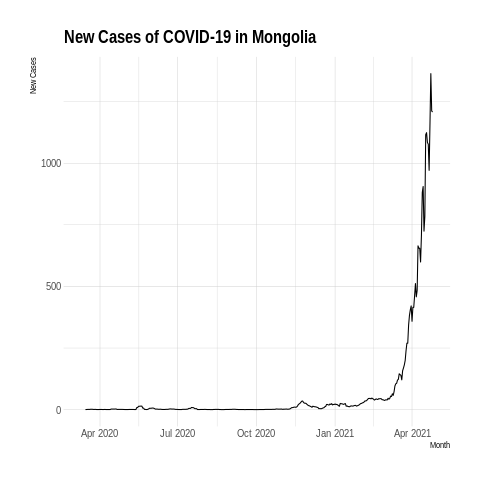 New Cases of COVID-19 in Mongolia
New Cases
1000
500
0
Apr 2020 Jul 2020 Oct 2020 Jan 2021 Apr 2021
Month